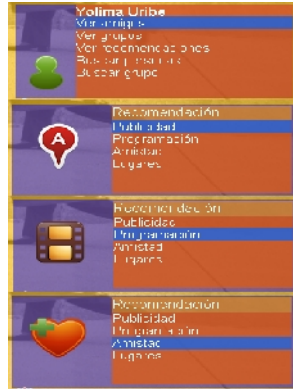 Yolima Uribe
Ver amigos
Ver grupos
Ver recomendaciones
Buscar personas
Buscar grupo
A
Recomendación
Publicidad
Programación
Amistad
Lugares
Recomendación
Publicidad
Programación
Amistad
Lugares
Recomendación
Publicidad
Programación
Amistad
Lugares